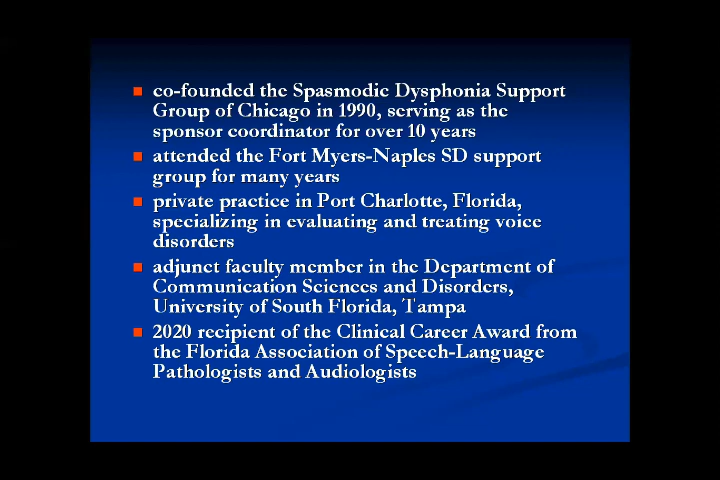 co-founded the Spasmodic Dysphonia Support
Group of Chicago in 1990, serving as the
sponsor coordinator for over 10 years
attended the Fort Myers-Naples SD support
group for many years
private practice in Port Charlotte, Florida,
specializing in evaluating and treating voice
disorders
adjunct faculty member in the Department of
Communication Sciences and Disorders,
University of South Florida, Tampa
2020 recipient of the Clinical Career Award from
the Florida Association of Speech-Language
Pathologists and Audiologists